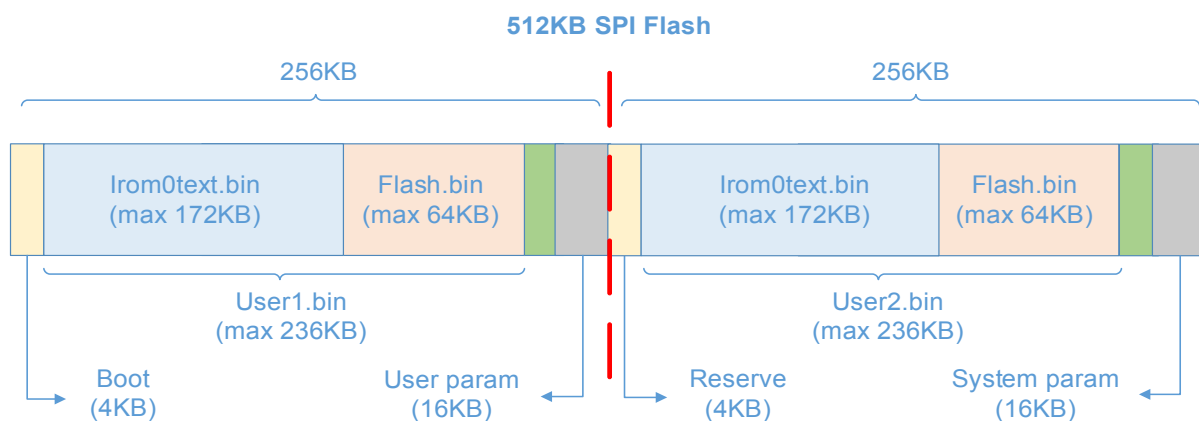 512KB SPI Flash
256KB
256KB
Irom0text.bin
(max 172KB)
Flash.bin
(max 64KB)
Irom0text.bin
(max 172KB)
Flash.bin
(max 64KB)
User1.bin
(max 236KB)
User2.bin
(max 236KB)
Boot
(4KB)
User param
(16KB)
Reserve
(4KB)
System param
(16KB)